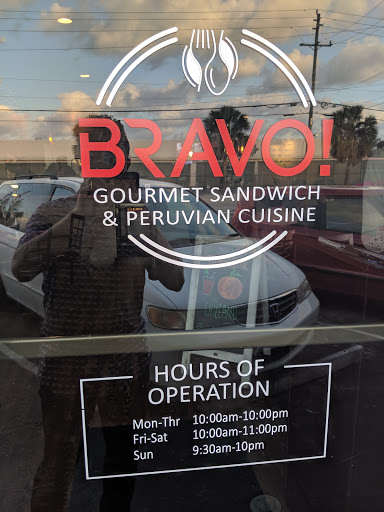 BRAVO!
GOURMET SANDWICH
& PERUVIAN CUISINE
HOURS OF
OPERATION
Mon-Thr 10:00am-10:00pm
Fri-Sat 10:00am-11:00pm
Sun 9:30am-10pm